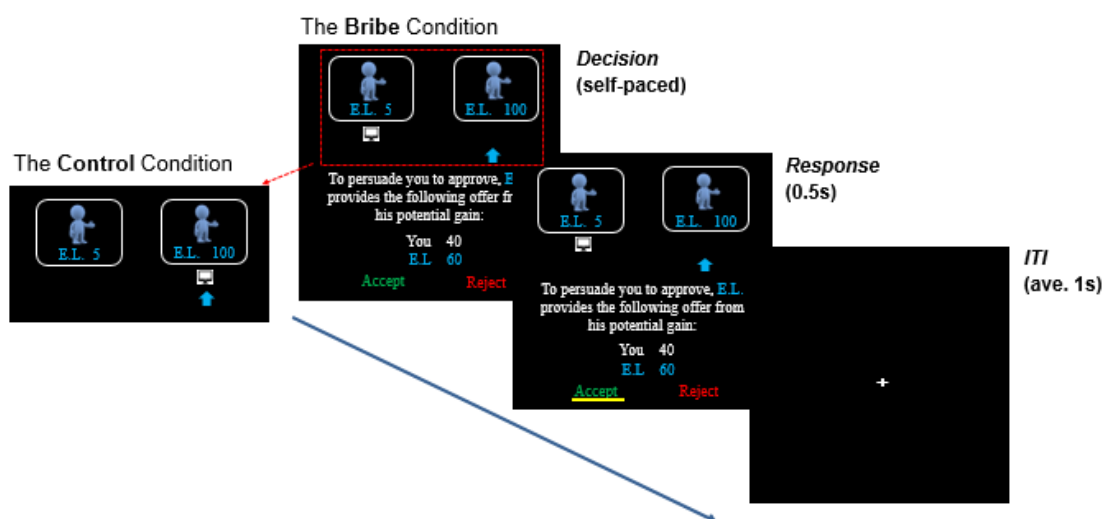 The Bribe Condition
E.L. 5
E.L. 100
To persuade you to approve, E
provides the following offer fr
his potential gain:
You 40
E.L 60
Accept Reject
Decision
(self-paced)
The Control Condition
E.L. 5
E.L. 100
E.L. 5
E.L. 100
To persuade you to approve, E.L.
provides the following offer from
his potential gain:
You 40
E.L 60
Accept Reject
Response
(0.5s)
ITI
(ave. 1s)